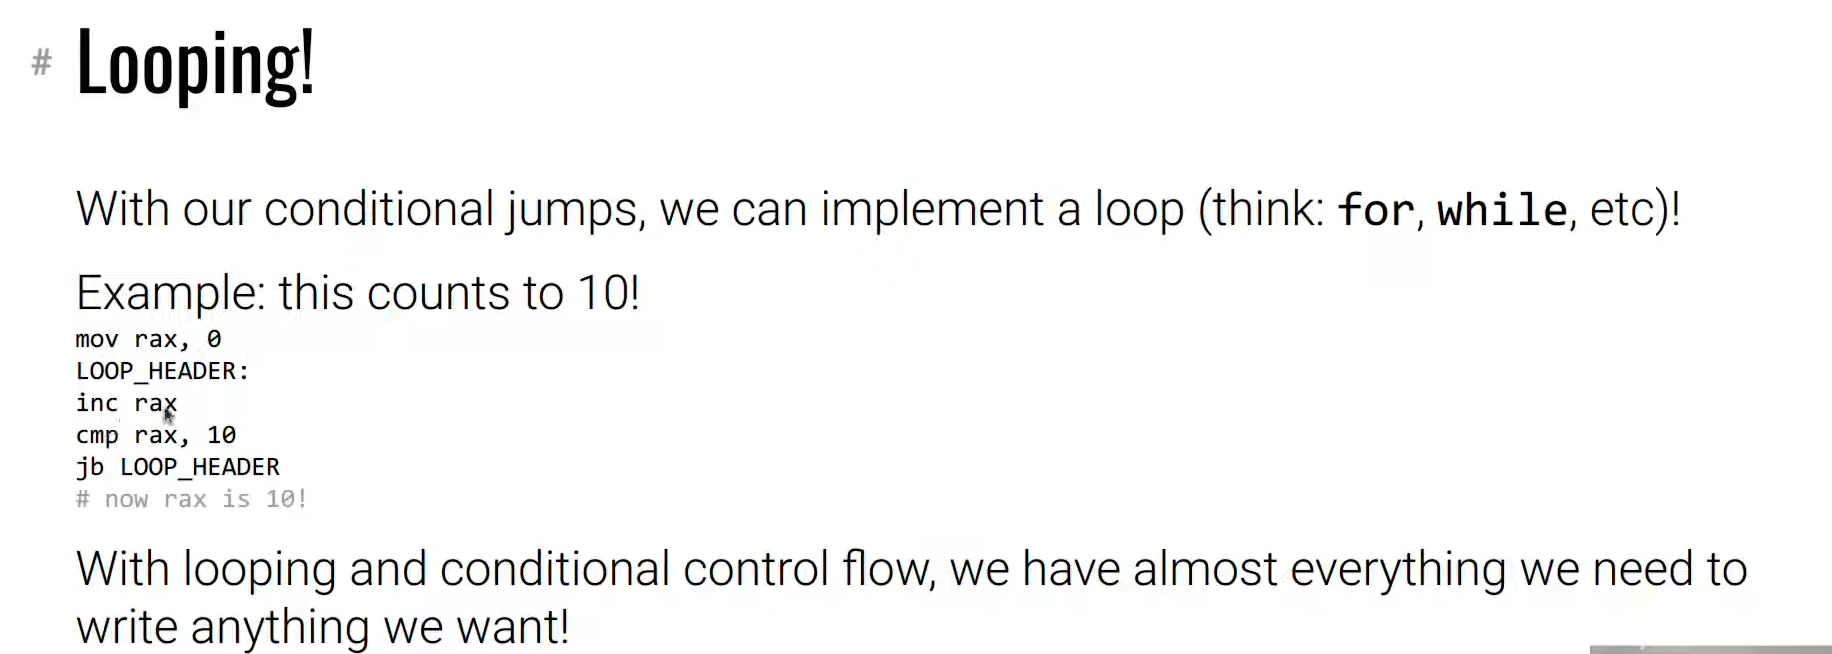 # Looping!
With our conditional jumps, we can implement a loop (think: for, while, etc)!
Example: this counts to 10!
mov rax, 0
LOOP_HEADER:
inc rax
cmp rax, 10
jb LOOP_HEADER
# now rax is 10!
With looping and conditional control flow, we have almost everything we need to
write anything we want!